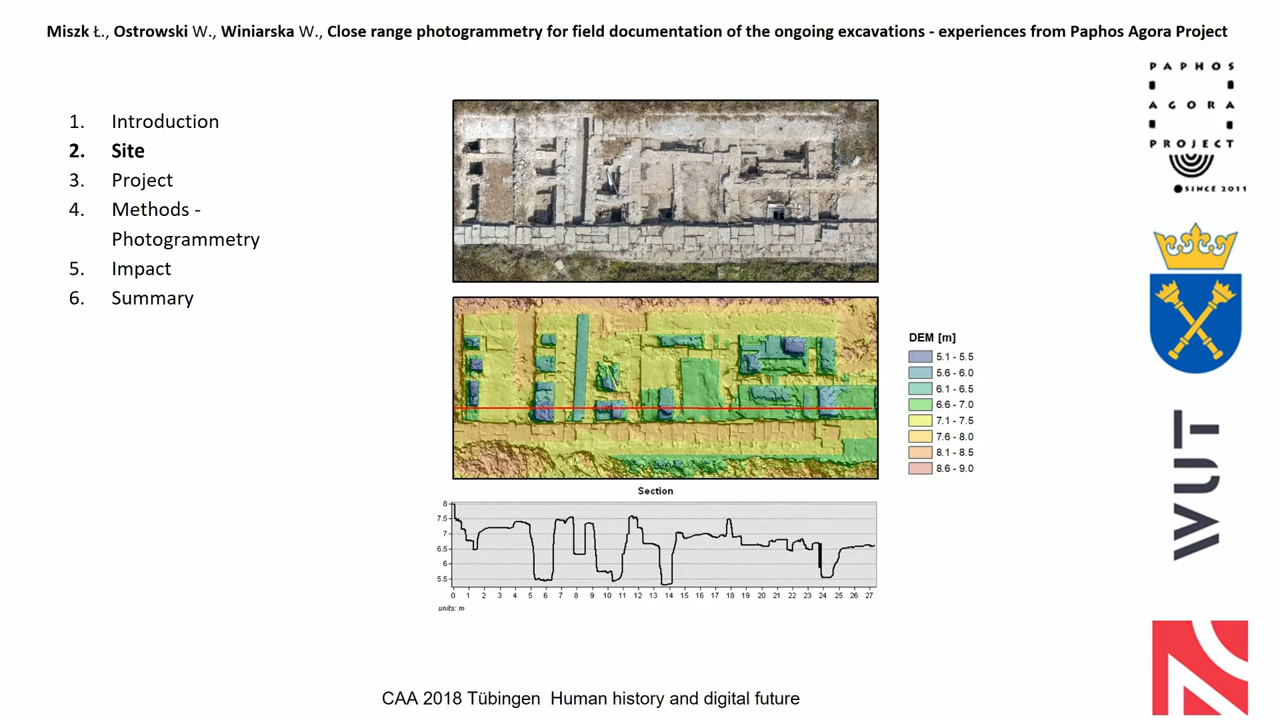 Miszk Ł., Ostrowski W., Winiarska W., Close range photogrammetry for field documentation of the ongoing excavations - experiences from Paphos Agora Project
1. Introduction
2. Site
3. Project
4. Methods -
Photogrammetry
5. Impact
6. Summary
DEM [m]
5.1 - 5.5
5.6 - 6.0
6.1 - 6.5
6.6 - 7.0
7.1 - 7.5
7.6 - 8.0
8.1 - 8.5
8.6 - 9.0
Section
8
7.5
7
6.5
6
5.5
0 1 2 3 4 5 6 7 8 9 10 11 12 13 14 15 16 17 18 19 20 21 22 23 24 25 26 27
units: m
PAPHOS
AGORA
PROJECT
SINCE 2011
WUT
CAA 2018 Tübingen Human history and digital future